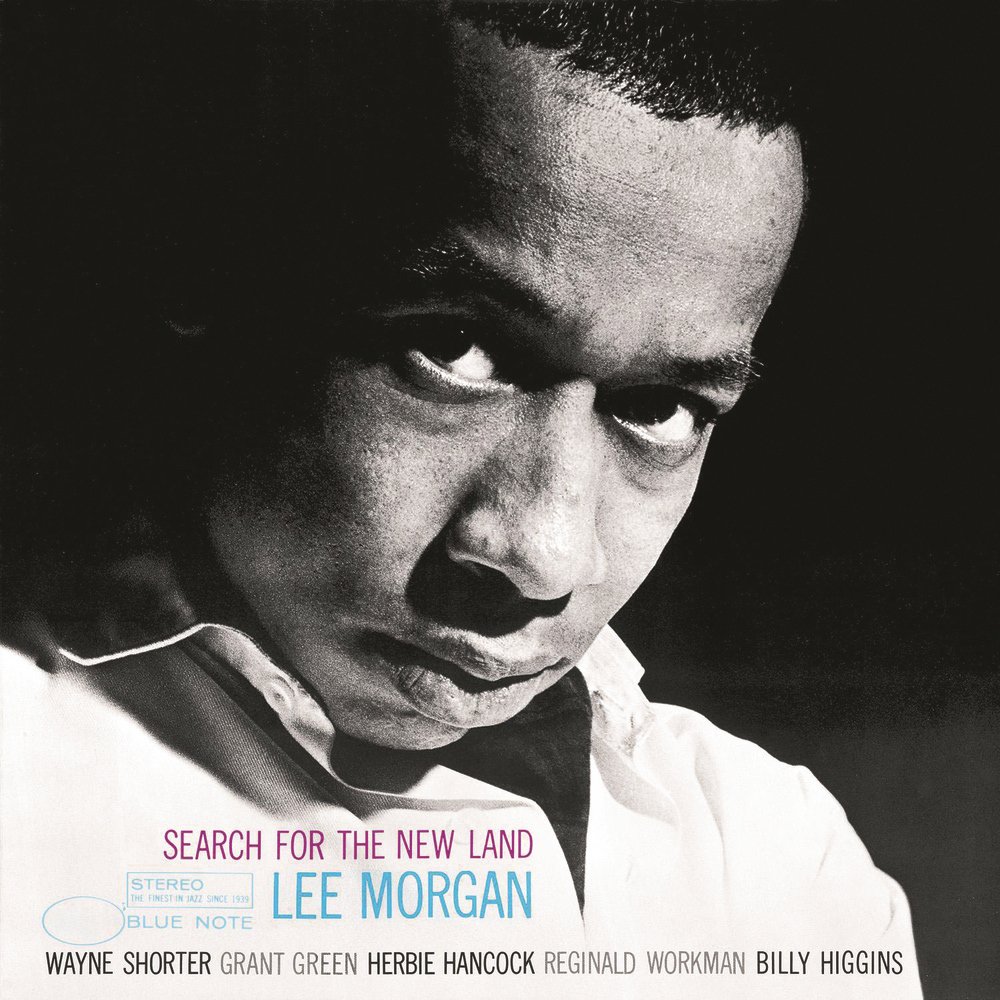 SEARCH FOR THE NEW LAND
LEE MORGAN
STEREO
THE FINEST IN JAZZ SINCE 1939
BLUE NOTE
WAYNE SHORTER GRANT GREEN HERBIE HANCOCK REGINALD WORKMAN BILLY HIGGINS